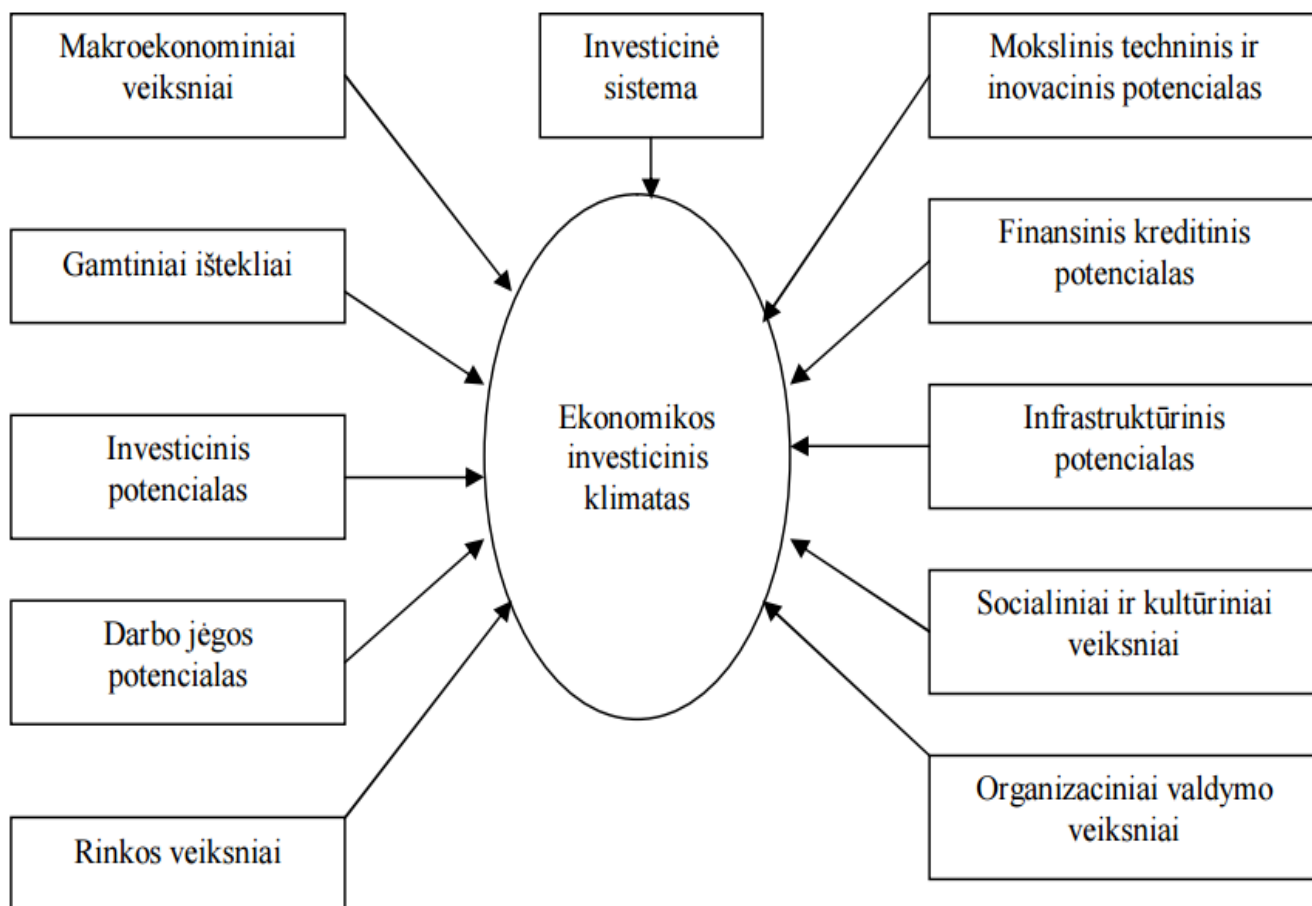 Makroekonominiai
veiksniai
Investicinė
sistema
Mokslinis techninis ir
inovacinis potencialas
Gamtiniai ištekliai
Finansinis kreditinis
potencialas
Ekonomikos
investicinis
klimatas
Investicinis
potencialas
Infrastruktūrinis
potencialas
Darbo jėgos
potencialas
Socialiniai ir kultūriniai
veiksniai
Rinkos veiksniai
Organizaciniai valdymo
veiksniai